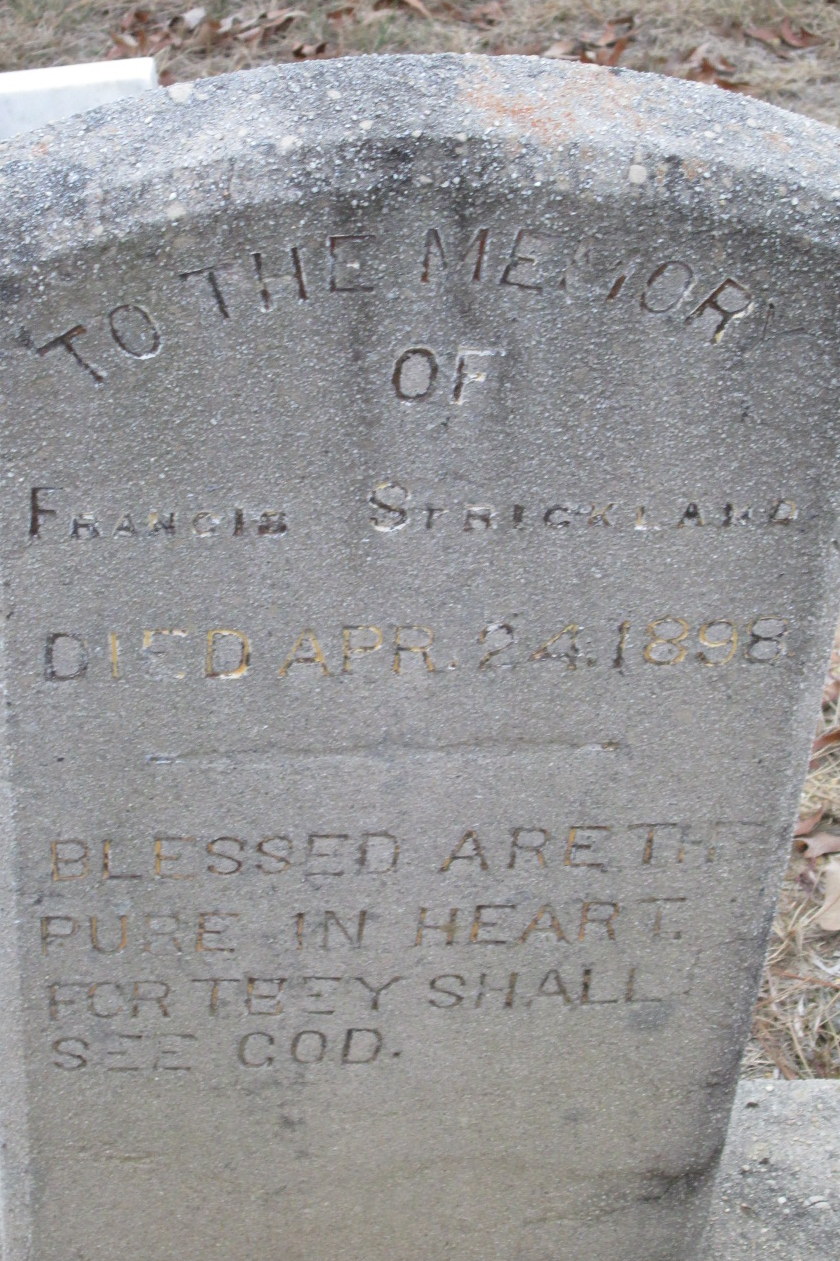 TO THE MEMORY
OF
FRANCIS STRICKLAND
DIED APR. 24. 1898
BLESSED ARE THE
PURE IN HEART.
FOR THEY SHALL
SEE GOD.